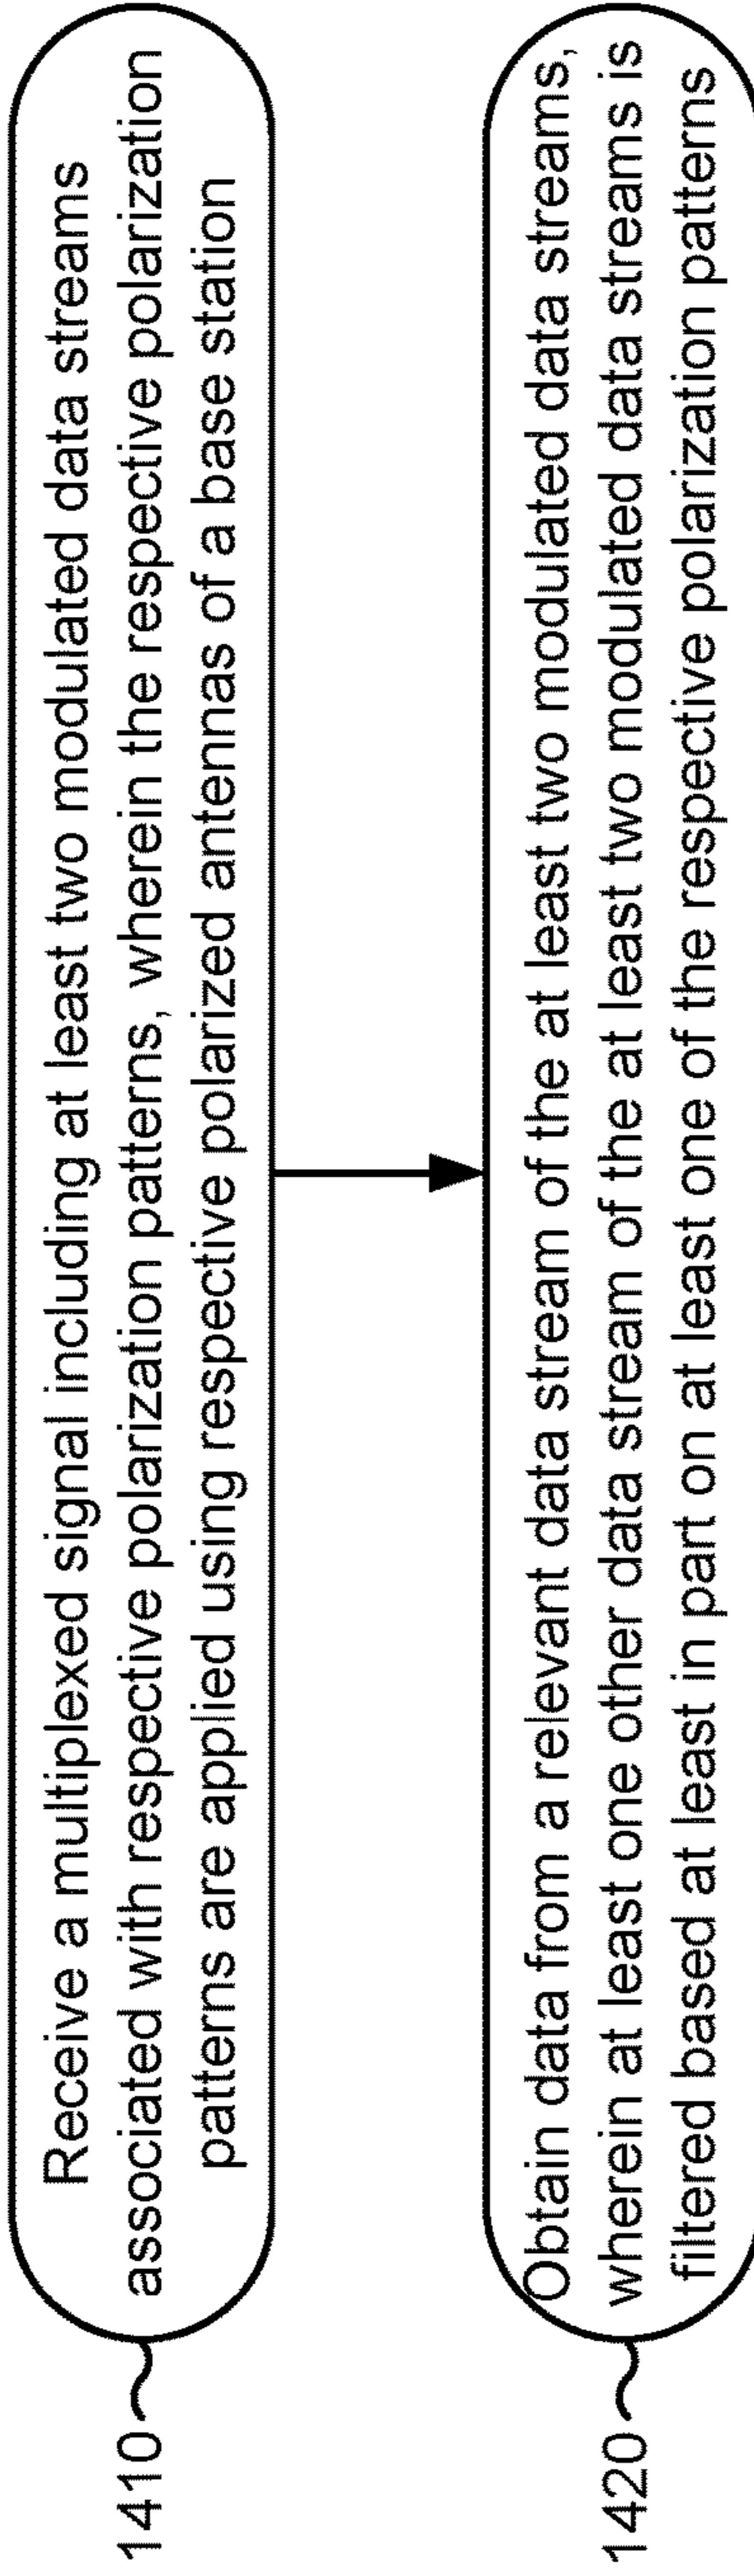 1410
Receive a multiplexed signal including at least two modulated data streams
associated with respective polarization patterns, wherein the respective polarization
patterns are applied using respective polarized antennas of a base station
1420
Obtain data from a relevant data stream of the at least two modulated data streams,
wherein at least one other data stream of the at least two modulated data streams is
filtered based at least in part on at least one of the respective polarization patterns